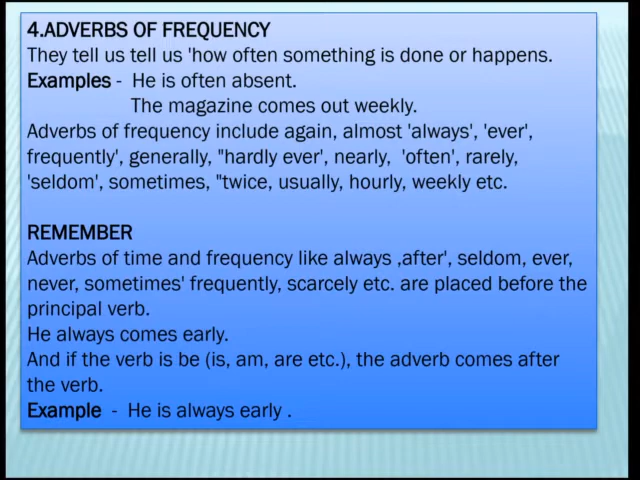 4.ADVERBS OF FREQUENCY
They tell us tell us 'how often something is done or happens.
Examples - He is often absent.
The magazine comes out weekly.
Adverbs of frequency include again, almost 'always', 'ever',
frequently', generally, "hardly ever', nearly, 'often', rarely,
'seldom', sometimes, "twice, usually, hourly, weekly etc.
REMEMBER
Adverbs of time and frequency like always ,after', seldom, ever,
never, sometimes' frequently, scarcely etc. are placed before the
principal verb.
He always comes early.
And if the verb is be (is, am, are etc.), the adverb comes after
the verb.
Example - He is always early .